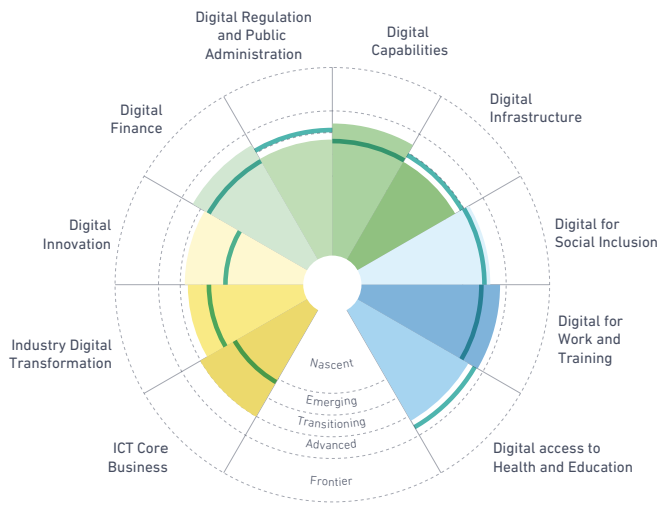 Digital Regulation
and Public
Administration
Digital
Capabilities
Digital
Infrastructure
Digital for
Social Inclusion
Digital for
Work and
Training
Digital access to
Health and Education
ICT Core
Business
Industry Digital
Transformation
Digital
Innovation
Digital
Finance
Nascent
Emerging
Transitioning
Advanced
Frontier